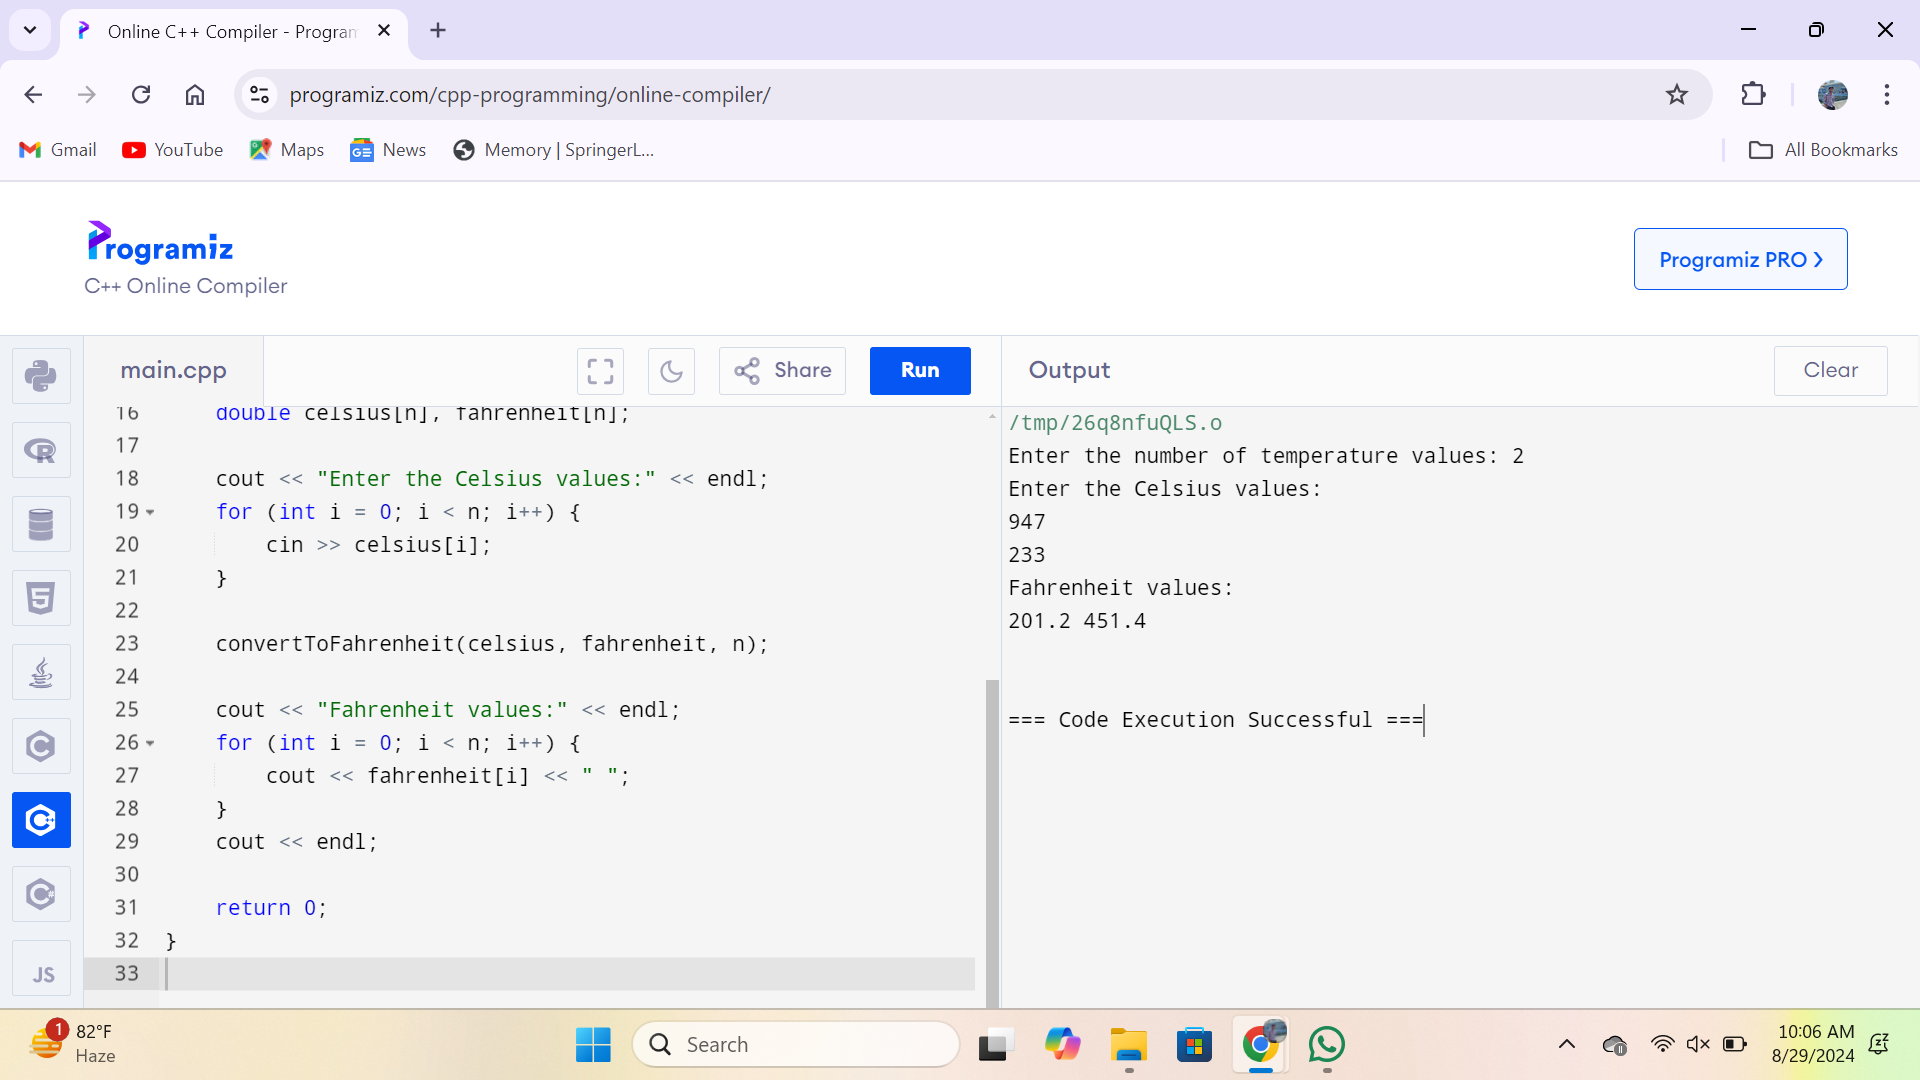 Online C++ Compiler - Program
programiz.com/cpp-programming/online-compiler/
Gmail
YouTube
Maps
News
Memory | SpringerL...
All Bookmarks
Programiz
C++ Online Compiler
Programiz PRO
main.cpp
Share
Run
Output
Clear
16 double celsius[n], fahrenheit[n];
17
18 cout << "Enter the Celsius values:" << endl;
19 for (int i = 0; i < n; i++) {
20 cin >> celsius[i];
21 }
22
23 convertToFahrenheit(celsius, fahrenheit, n);
24
25 cout << "Fahrenheit values:" << endl;
26 for (int i = 0; i < n; i++) {
27 cout << fahrenheit[i] << " ";
28 }
29 cout << endl;
30
31 return 0;
32 }
33
/tmp/26q8nfuQLS.o
Enter the number of temperature values: 2
Enter the Celsius values:
947
233
Fahrenheit values:
201.2 451.4
=== Code Execution Successful ===
JS
1
82°F
Haze
Search
10:06 AM
8/29/2024